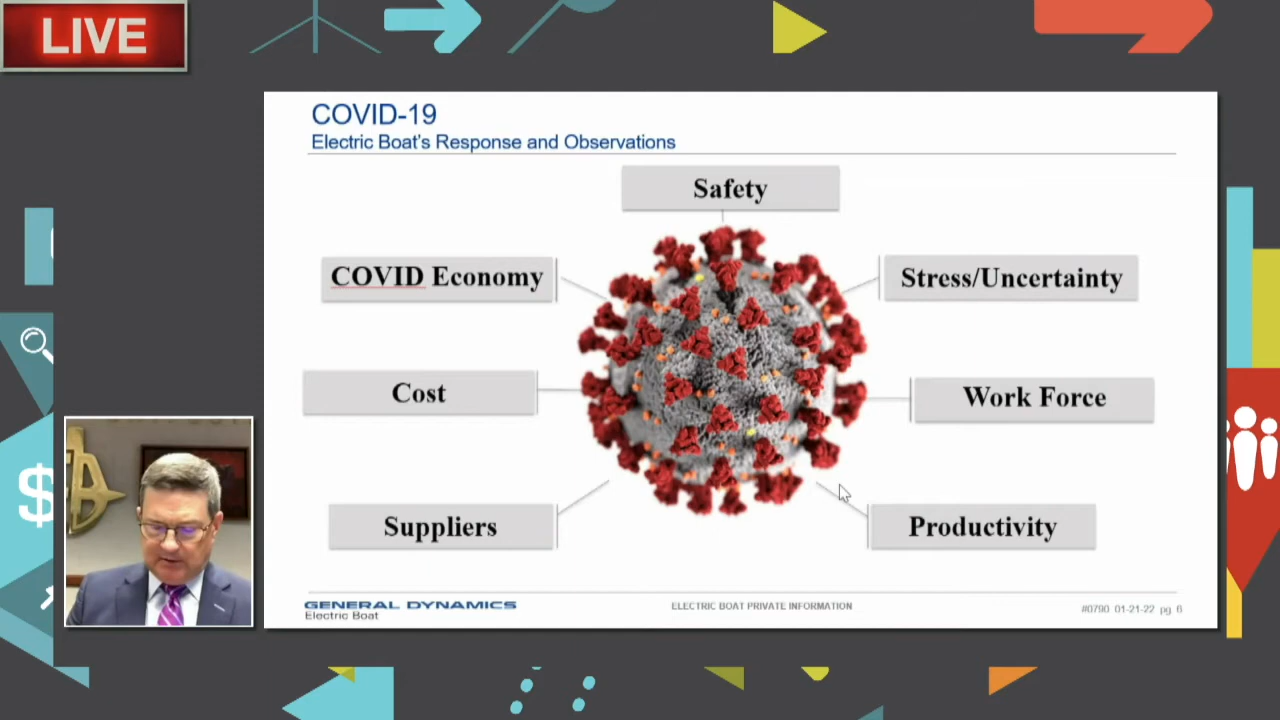 LIVE
COVID-19
Electric Boat's Response and Observations
Safety
COVID Economy
Stress/Uncertainty
Cost
Work Force
Suppliers
Productivity
GENERAL DYNAMICS
Electric Boat
ELECTRIC BOAT PRIVATE INFORMATION
#0790 01-21-22 pg 6
$